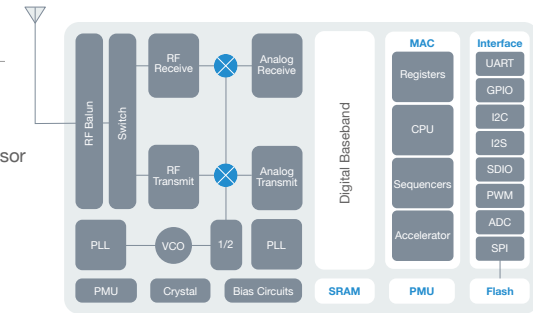 MAC
Interface
RF Balun
Switch
RF
Receive
Analog
Receive
Digital Baseband
Registers
UART
GPIO
CPU
I2C
I2S
sor
RF
Transmit
Analog
Transmit
Sequencers
SDIO
PWM
PLL
VCO
1/2
PLL
Accelerator
ADC
SPI
PMU
Crystal
Bias Circuits
SRAM
PMU
Flash